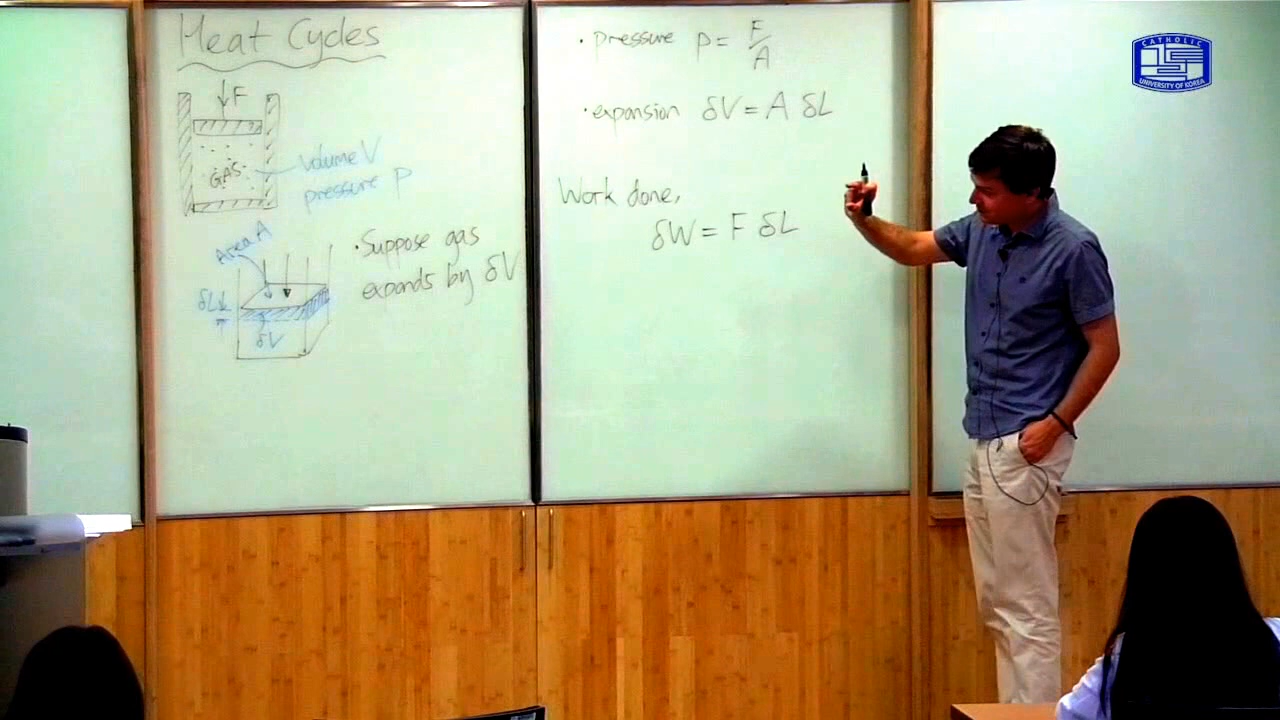 Heat Cycles
F
GAS
volume V
pressure p
Area A
δL
δV
• Suppose gas
expands by δV
• pressure p = F/A
• expansion δV = A δL
Work done,
δW = F δL
CATHOLIC
UNIVERSITY OF KOREA